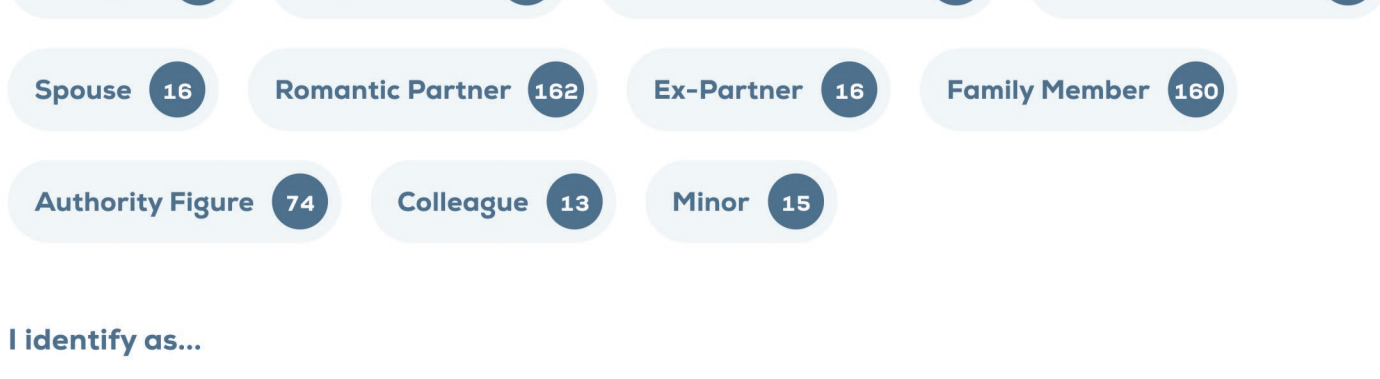 Spouse 16 Romantic Partner 162 Ex-Partner 16 Family Member 160
Authority Figure 74 Colleague 13 Minor 15
I identify as...